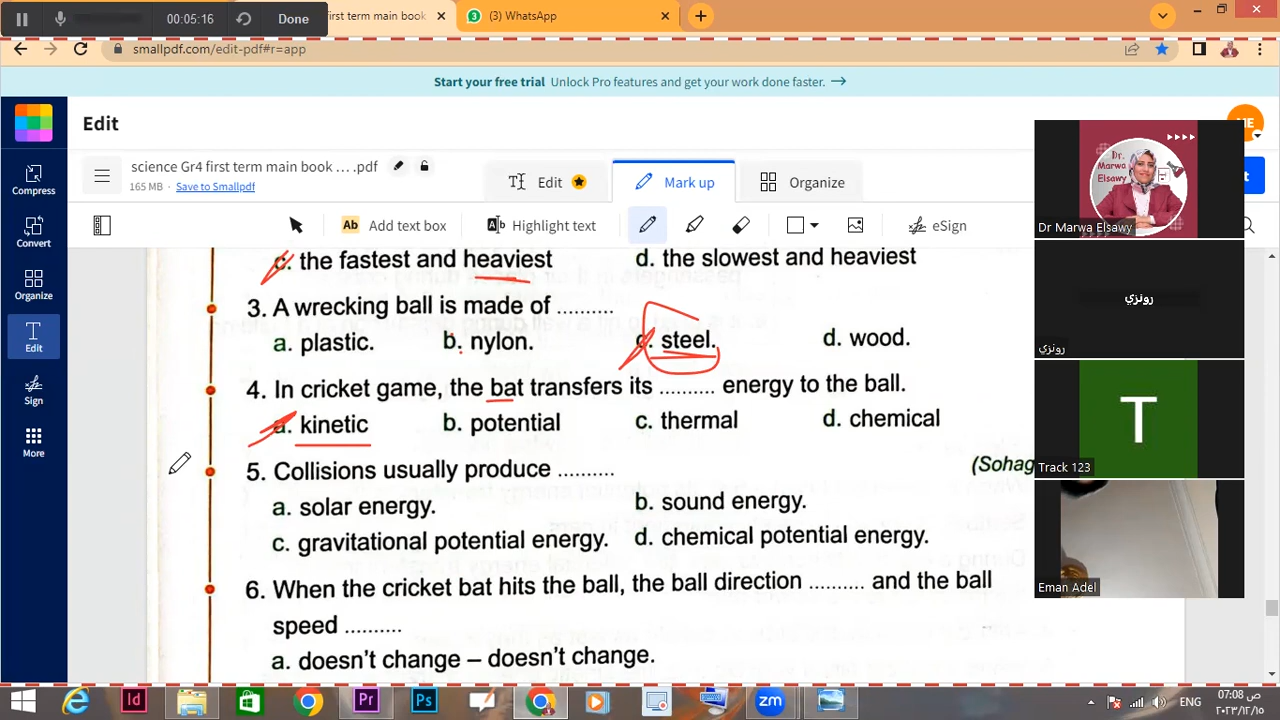 00:05:16 Done
first term main book
(3) WhatsApp
smallpdf.com/edit-pdf#r=app
Start your free trial Unlock Pro features and get your work done faster.
Edit
science Gr4 first term main book ... .pdf
165 MB • Save to Smallpdf
Edit
Mark up
Organize
Add text box
Highlight text
eSign
Compress
Convert
Organize
Edit
Sign
More
c. the fastest and heaviest d. the slowest and heaviest
3. A wrecking ball is made of ..........
a. plastic. b. nylon. c. steel. d. wood.
4. In cricket game, the bat transfers its .......... energy to the ball.
a. kinetic b. potential c. thermal d. chemical
5. Collisions usually produce .......... (Sohag
a. solar energy. b. sound energy.
c. gravitational potential energy. d. chemical potential energy.
6. When the cricket bat hits the ball, the ball direction .......... and the ball
speed ..........
a. doesn't change – doesn't change.
Dr. Marwa Elsawy
Dr Marwa Elsawy
رونزي
رونزي
T
Track 123
Eman Adel
ENG
07:08 ص
٢٠٢٣/١٢/١٥